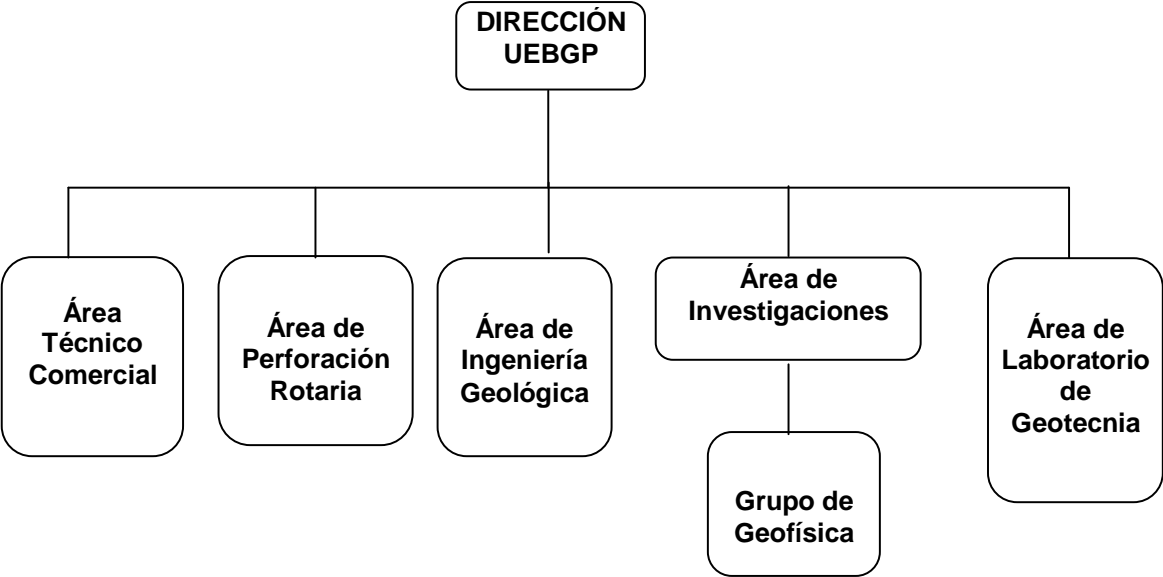 DIRECCIÓN
UEBGP
Área
Técnico
Comercial
Área de
Perforación
Rotaria
Área de
Ingeniería
Geológica
Área de
Investigaciones
Área de
Laboratorio
de
Geotecnia
Grupo de
Geofísica